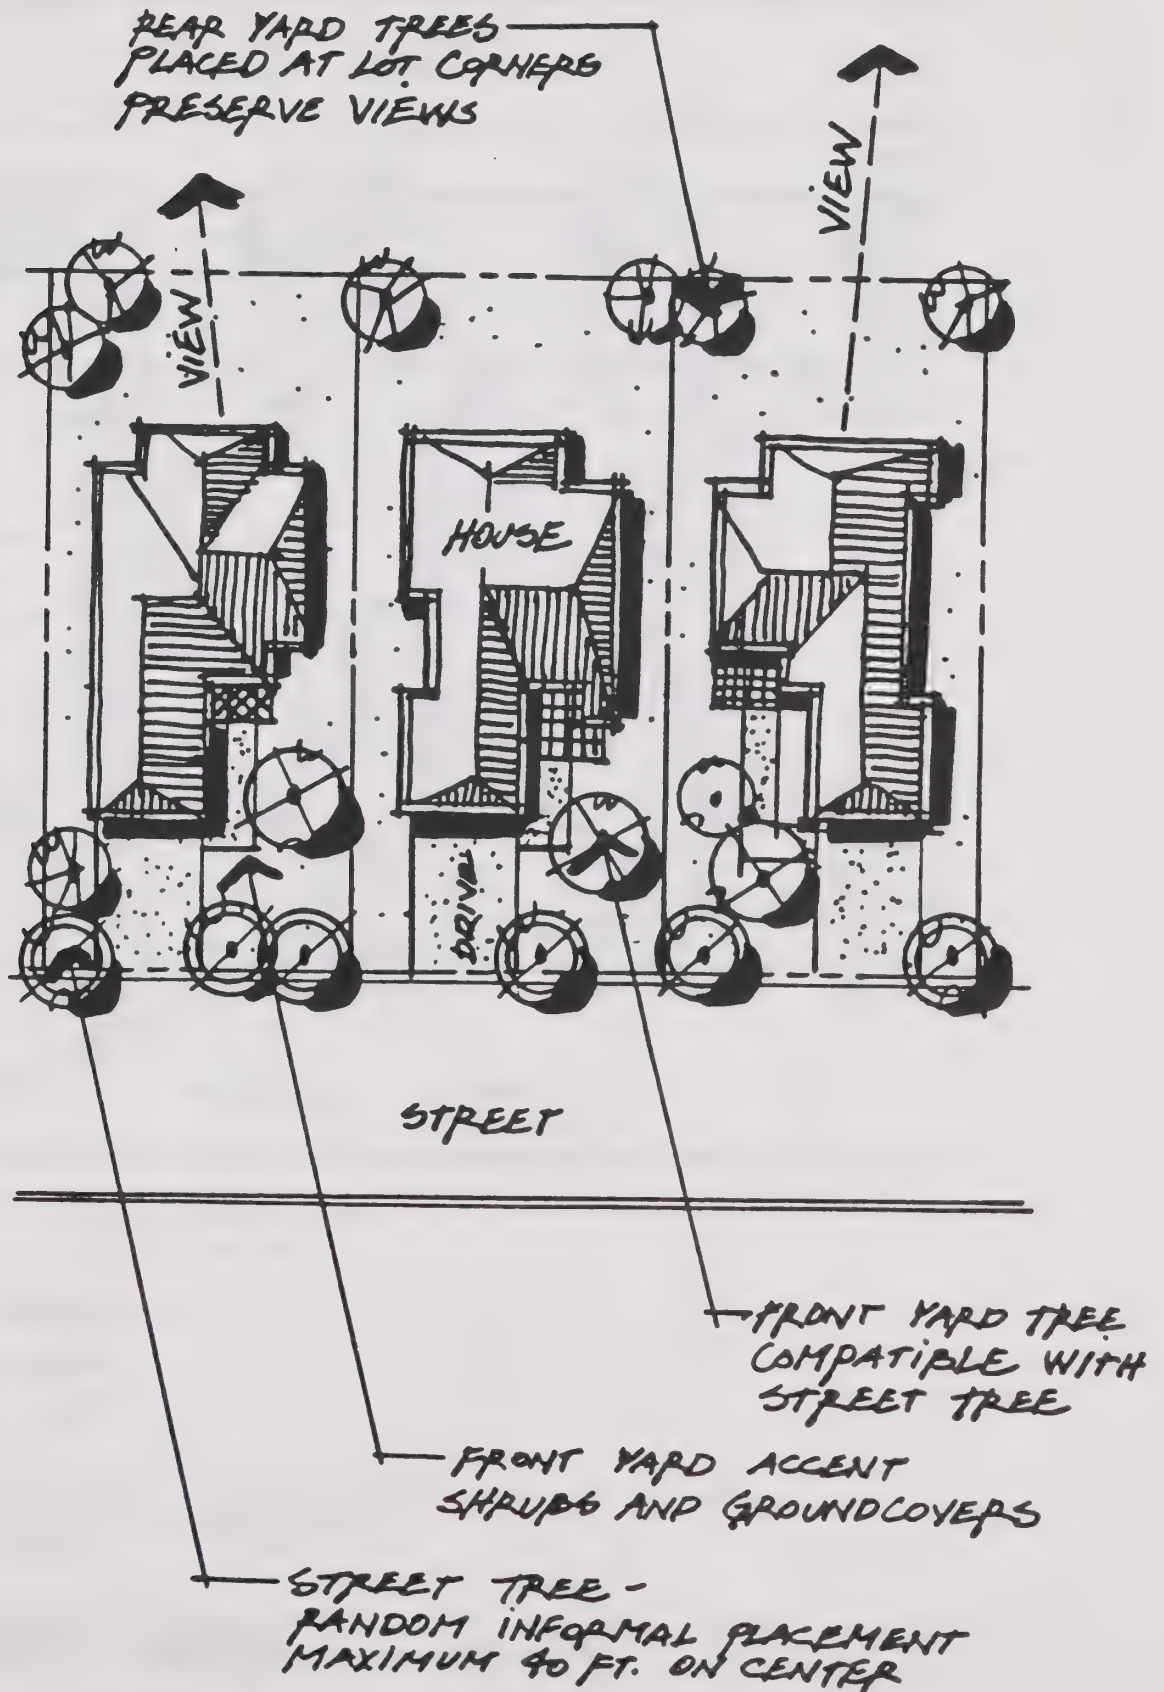 REAR YARD TREES
PLACED AT LOT CORNERS
PRESERVE VIEWS
VIEW
VIEW
HOUSE
DRIVE
STREET
FRONT YARD TREE
COMPATIBLE WITH
STREET TREE
FRONT YARD ACCENT
SHRUBS AND GROUNDCOVERS
STREET TREE -
RANDOM INFORMAL PLACEMENT
MAXIMUM 40 FT. ON CENTER